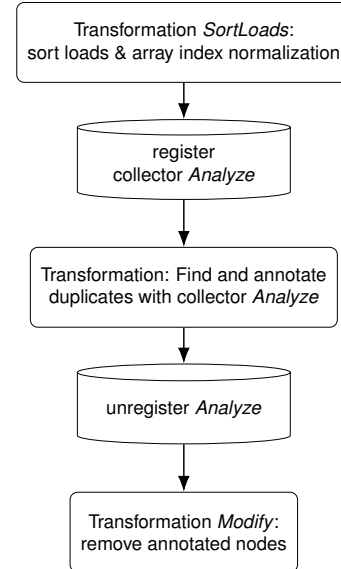 Transformation SortLoads:
sort loads & array index normalization
register
collector Analyze
Transformation: Find and annotate
duplicates with collector Analyze
unregister Analyze
Transformation Modify:
remove annotated nodes